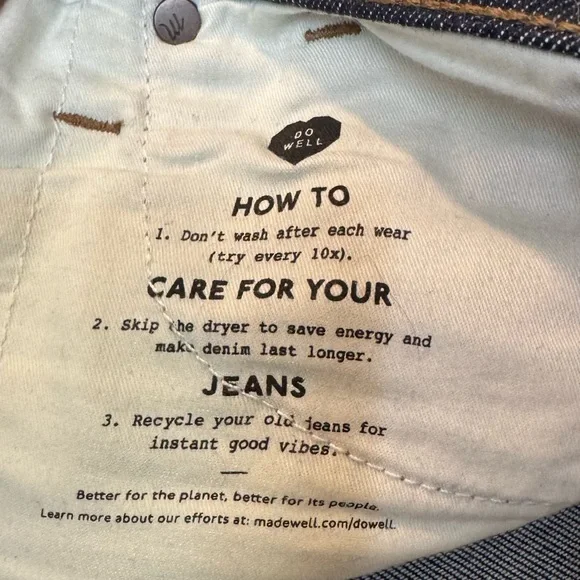 DO
WELL
HOW TO
1. Don't wash after each wear
(try every 10x).
CARE FOR YOUR
2. Skip the dryer to save energy and
make denim last longer.
JEANS
3. Recycle your old jeans for
instant good vibes.
Better for the planet, better for its people.
Learn more about our efforts at: madewell.com/dowell.